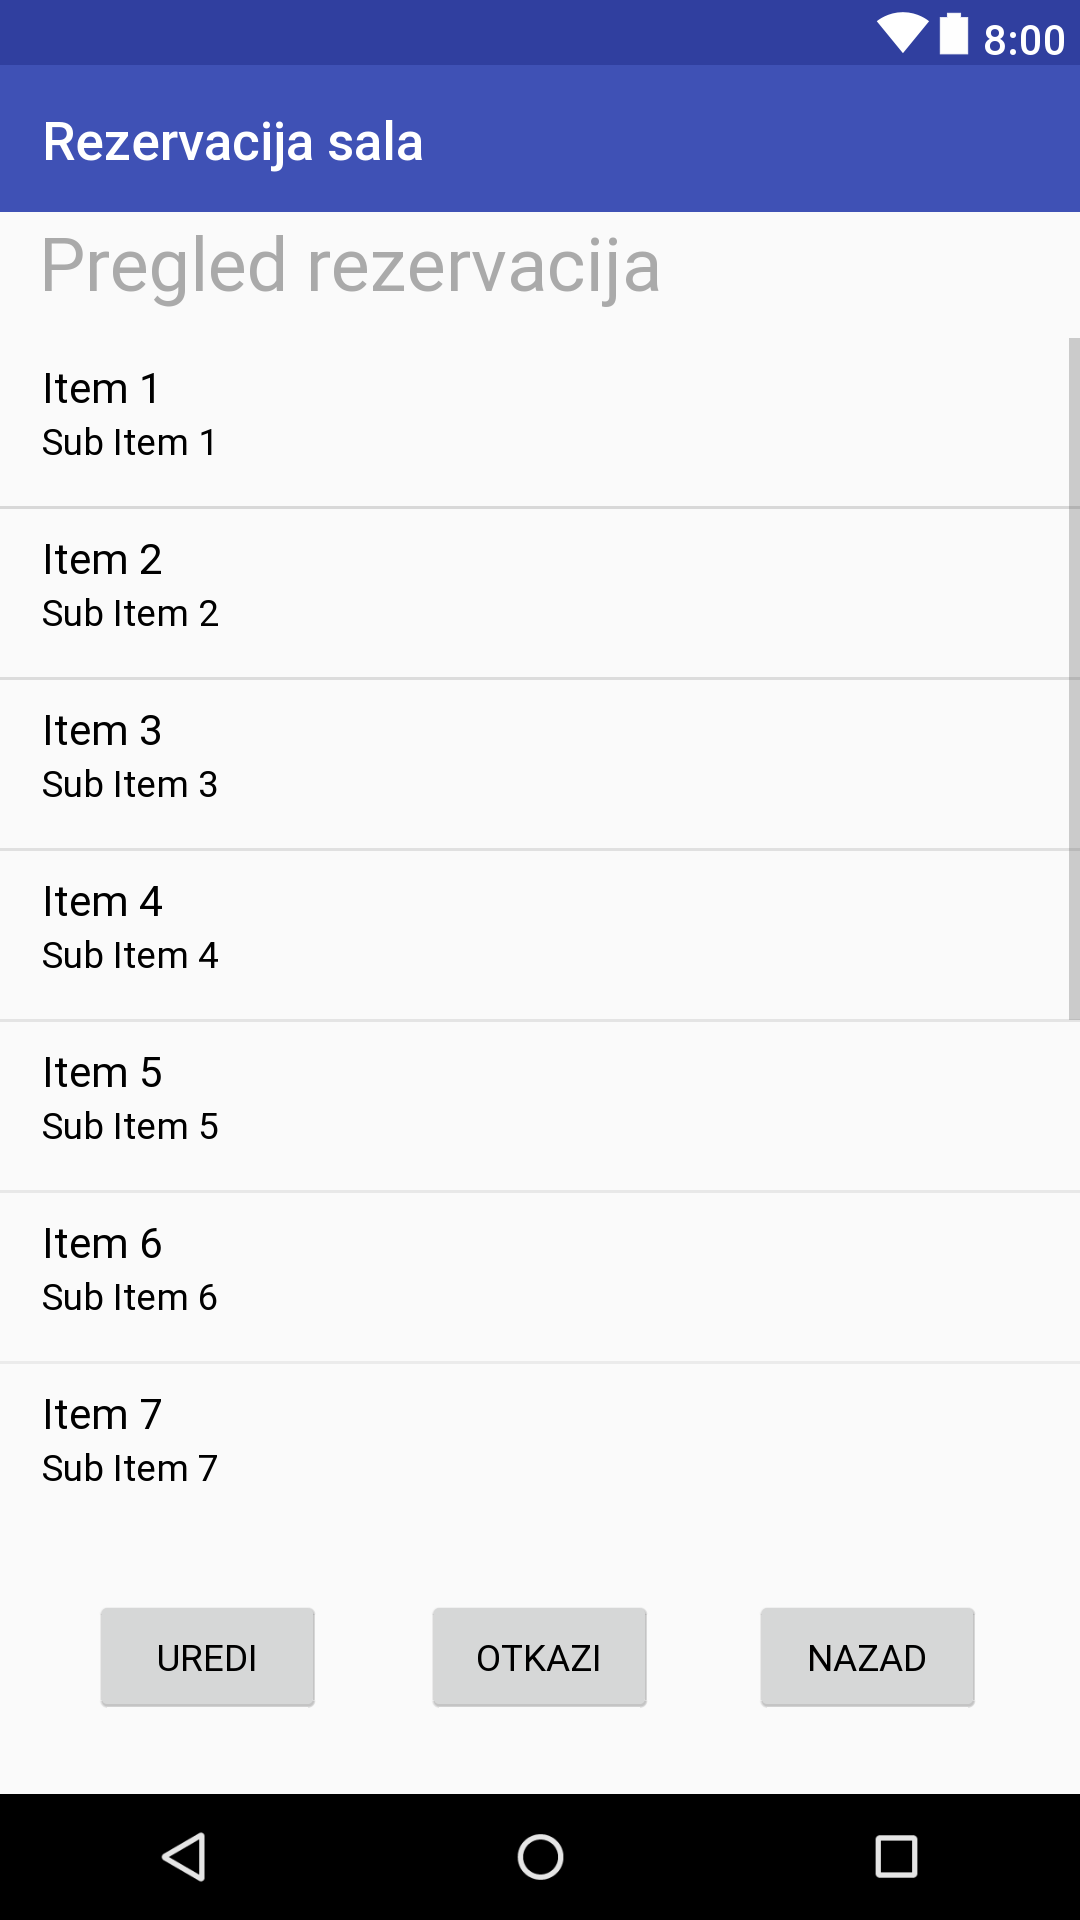 8:00
Rezervacija sala
Pregled rezervacija
Item 1
Sub Item 1
Item 2
Sub Item 2
Item 3
Sub Item 3
Item 4
Sub Item 4
Item 5
Sub Item 5
Item 6
Sub Item 6
Item 7
Sub Item 7
UREDI OTKAZI NAZAD